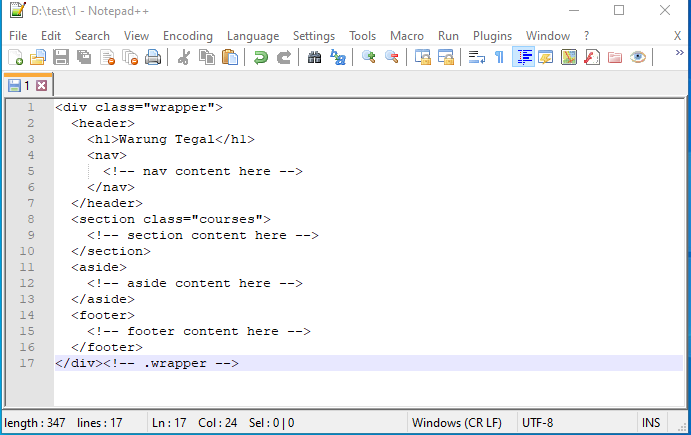 D:\test\1 - Notepad++
File Edit Search View Encoding Language Settings Tools Macro Run Plugins Window ? X
»
1
1 <div class="wrapper">
2   <header>
3     <h1>Warung Tegal</h1>
4     <nav>
5       <!-- nav content here -->
6     </nav>
7   </header>
8   <section class="courses">
9     <!-- section content here -->
10   </section>
11   <aside>
12     <!-- aside content here -->
13   </aside>
14   <footer>
15     <!-- footer content here -->
16   </footer>
17 </div><!-- .wrapper -->
length : 347 lines : 17 Ln : 17 Col : 24 Sel : 0 | 0 Windows (CR LF) UTF-8 INS